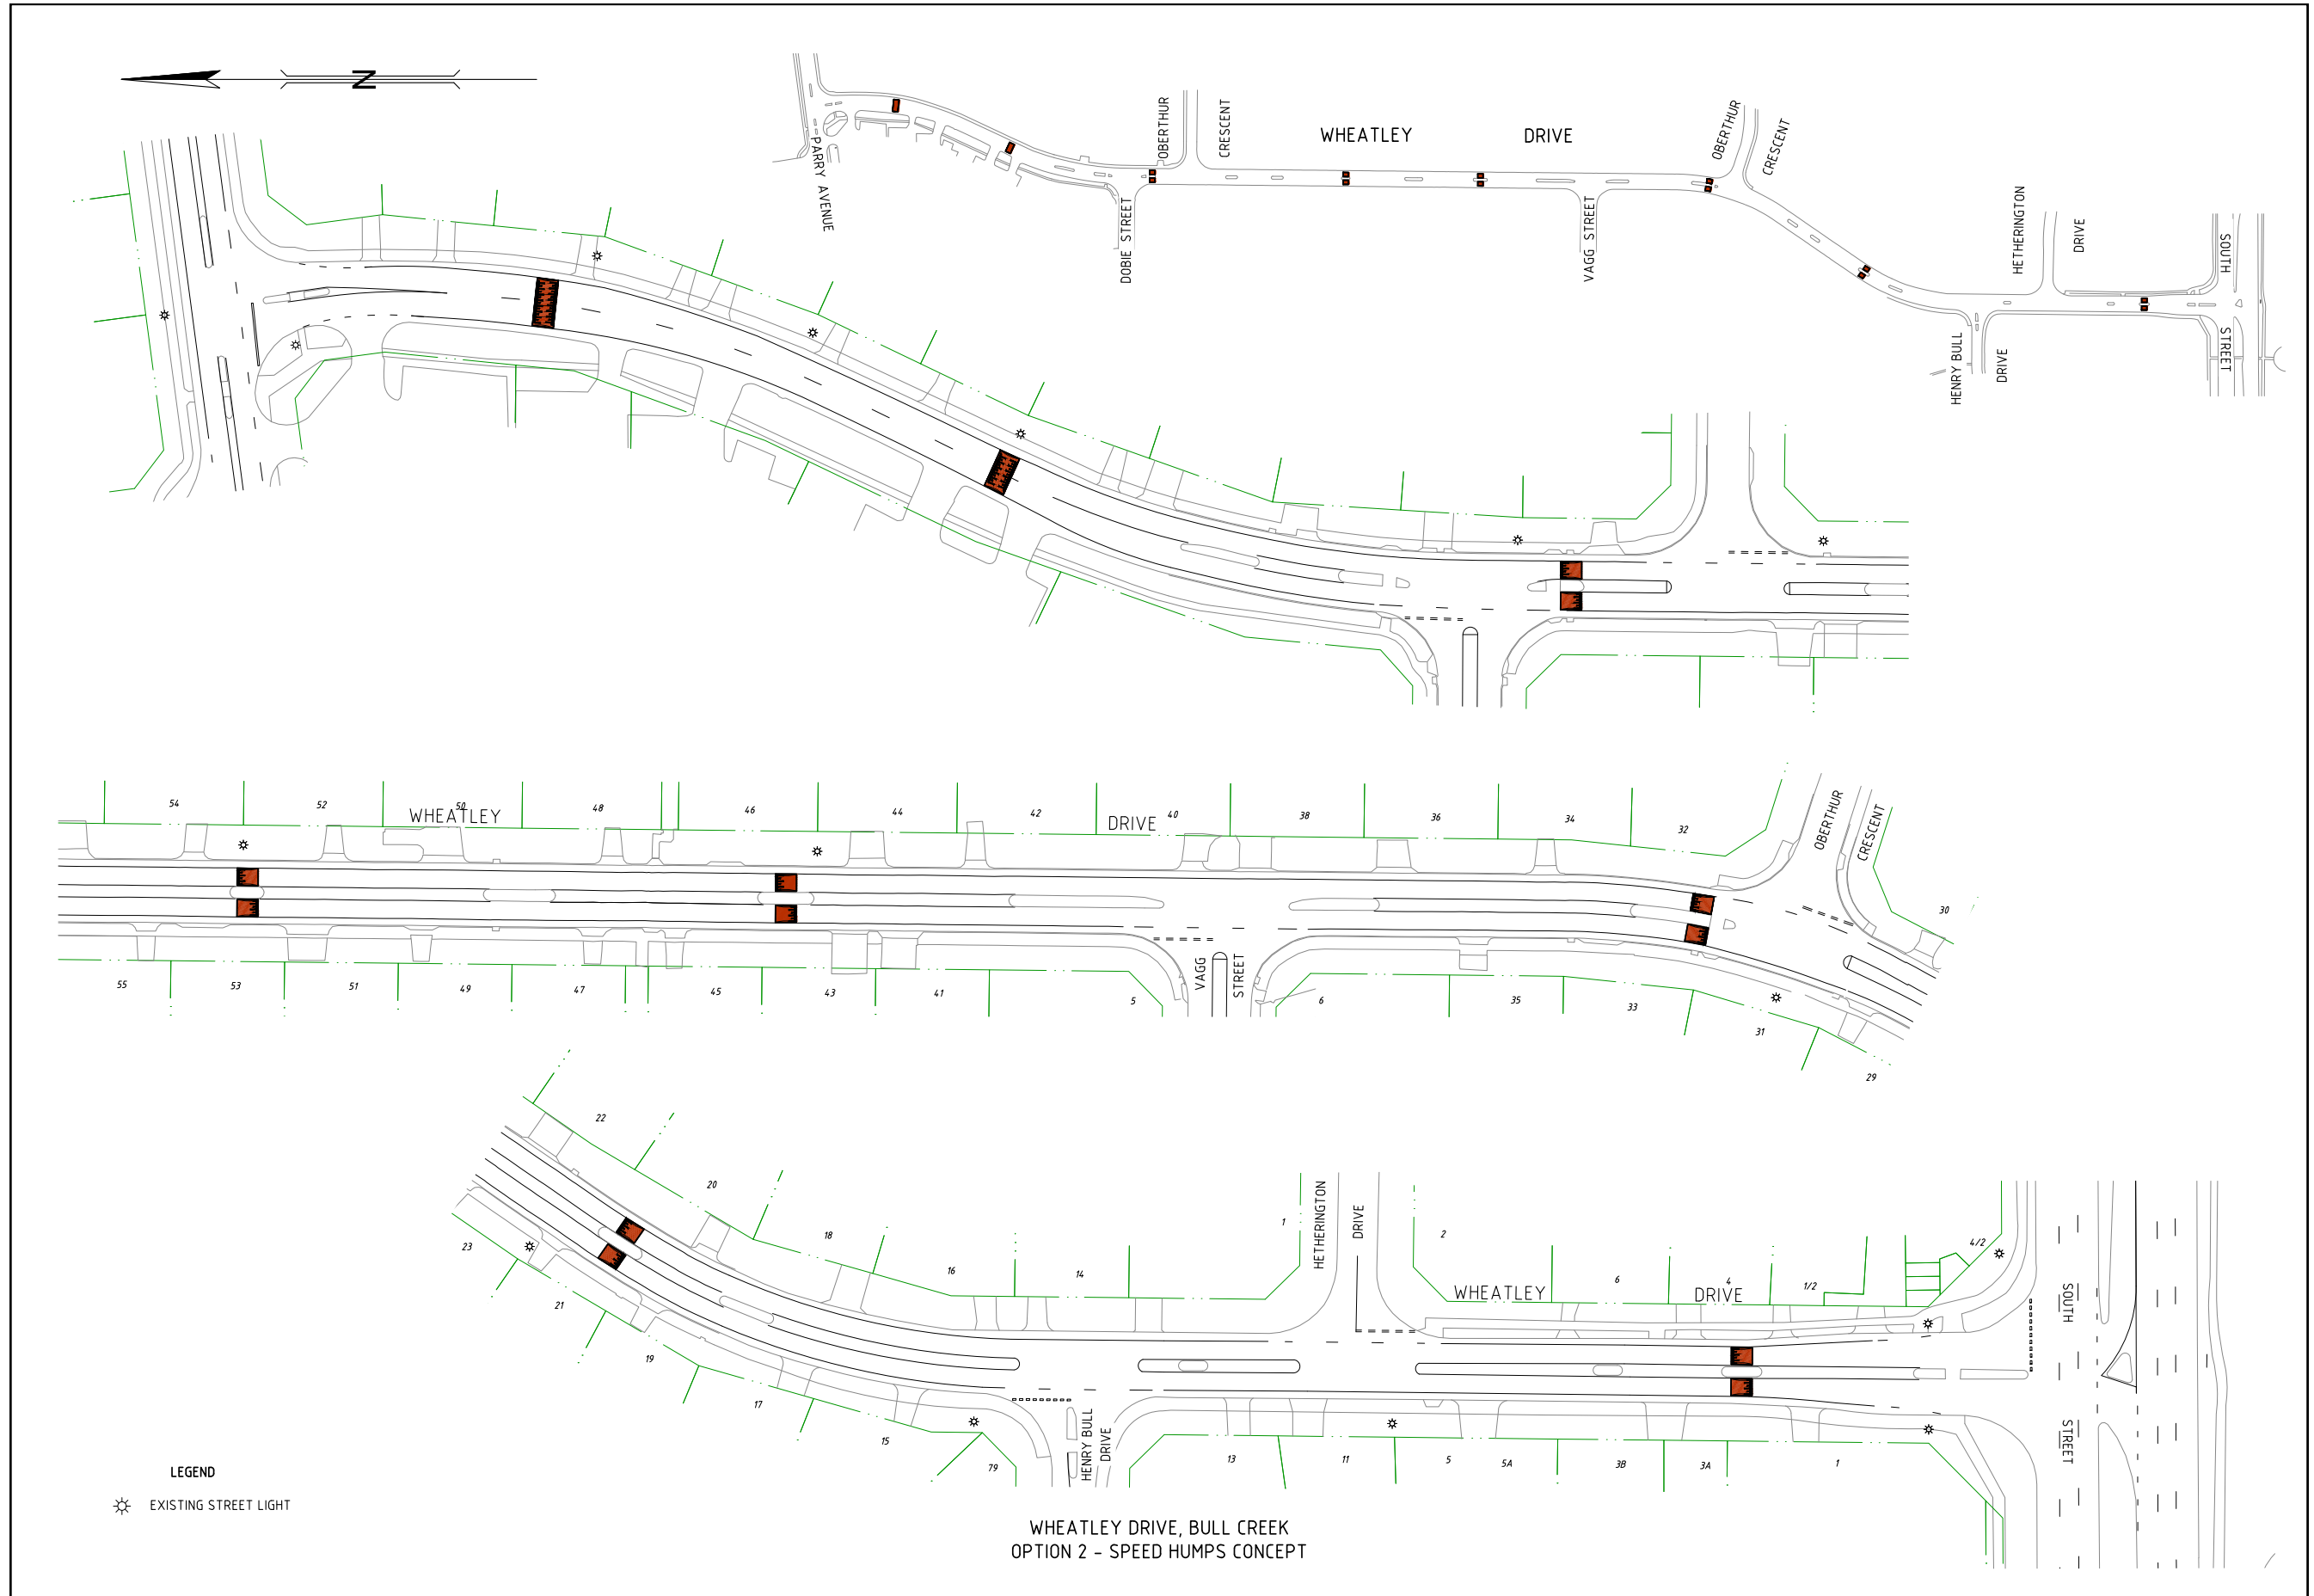 N
PARRY AVENUE
OBERTHUR
CRESCENT
WHEATLEY DRIVE
DOBIE STREET
VAGG STREET
OBERTHUR
CRESCENT
HETHERINGTON
DRIVE
HENRY BULL
DRIVE
SOUTH
STREET
54
52
50
48
46
44
42
40
38
36
34
32
WHEATLEY DRIVE
OBERTHUR
CRESCENT
30
55
53
51
49
47
45
43
41
5
VAGG
STREET
6
35
33
31
29
22
20
18
16
14
1
HETHERINGTON
DRIVE
2
6
4
1/2
4/2
WHEATLEY DRIVE
SOUTH
STREET
23
21
19
17
15
79
HENRY BULL
DRIVE
13
11
5
5A
3B
3A
1
LEGEND
EXISTING STREET LIGHT
WHEATLEY DRIVE, BULL CREEK
OPTION 2 - SPEED HUMPS CONCEPT